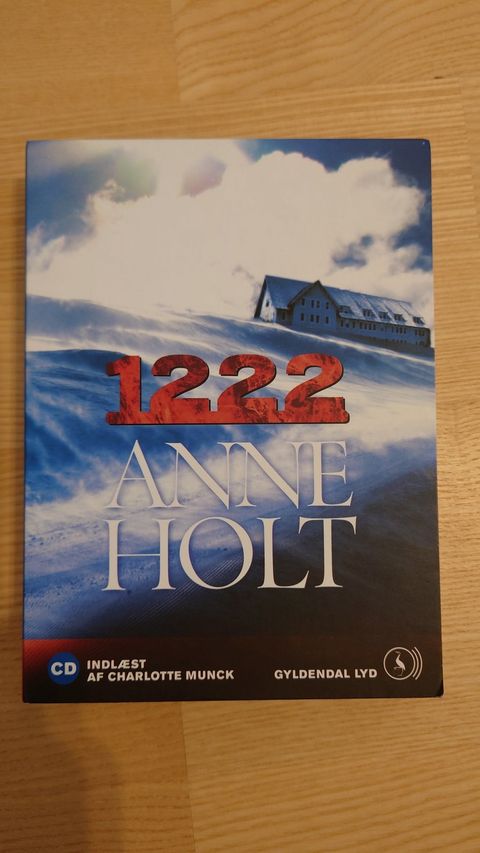 1222
ANNE
HOLT
CD
INDLÆST
AF CHARLOTTE MUNCK
GYLDENDAL LYD